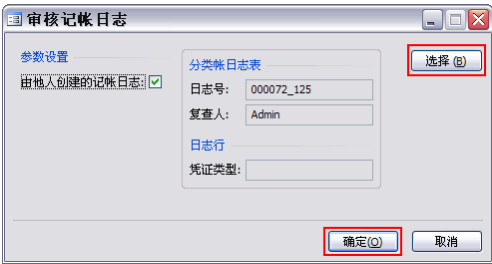 审核记帐日志
参数设置
由他人创建的记帐日志:
分类帐日志表
日志号: 000072_125
复查人: Admin
日志行
凭证类型:
选择(B)
确定(O)
取消